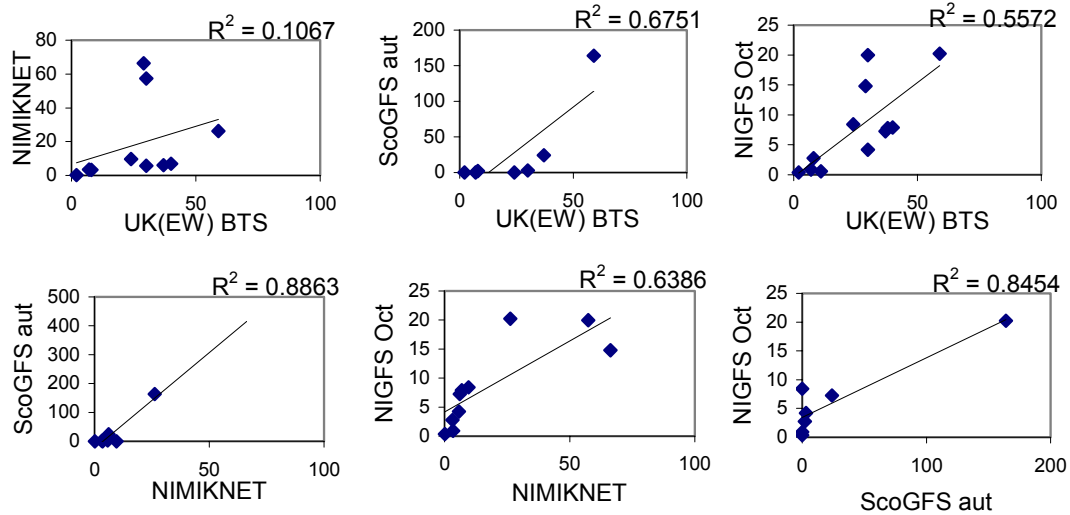 R² = 0.1067
NIMIKNET
80
60
40
20
0
0 50 100
UK(EW) BTS
R² = 0.6751
ScoGFS aut
200
150
100
50
0
0 50 100
UK(EW) BTS
R² = 0.5572
NIGFS Oct
25
20
15
10
5
0
0 50 100
UK(EW) BTS
R² = 0.8863
ScoGFS aut
500
400
300
200
100
0
0 50 100
NIMIKNET
R² = 0.6386
NIGFS Oct
25
20
15
10
5
0
0 50 100
NIMIKNET
R² = 0.8454
NIGFS Oct
25
20
15
10
5
0
0 100 200
ScoGFS aut